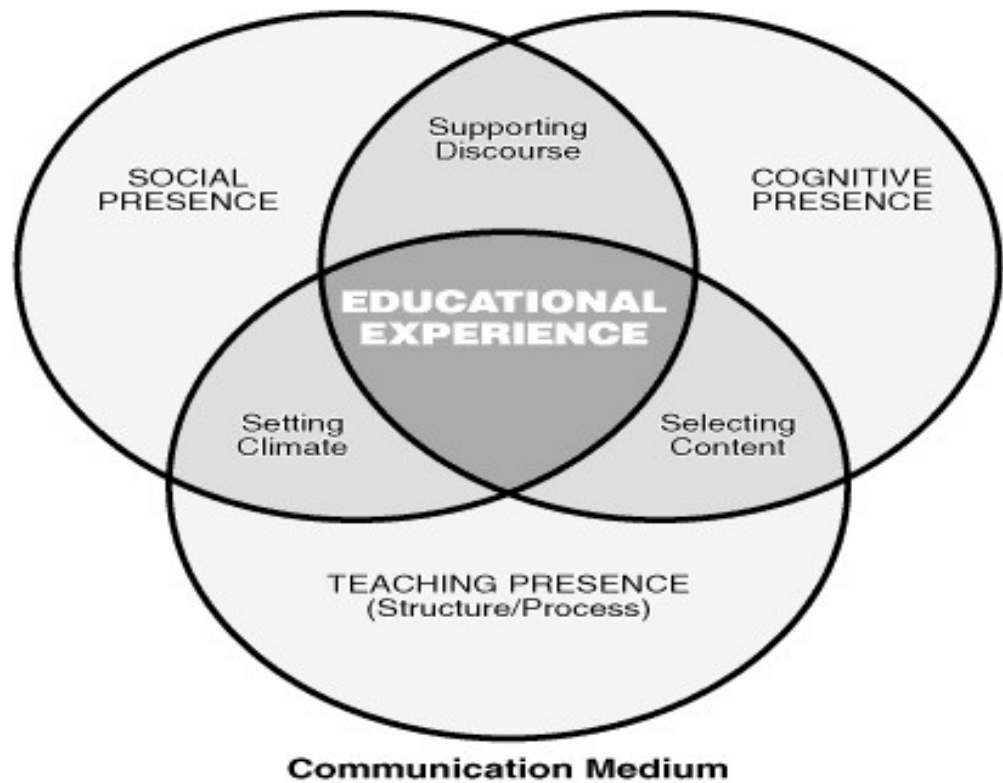 Supporting
Discourse
SOCIAL
PRESENCE
COGNITIVE
PRESENCE
EDUCATIONAL
EXPERIENCE
Setting
Climate
Selecting
Content
TEACHING PRESENCE
(Structure/Process)
Communication Medium